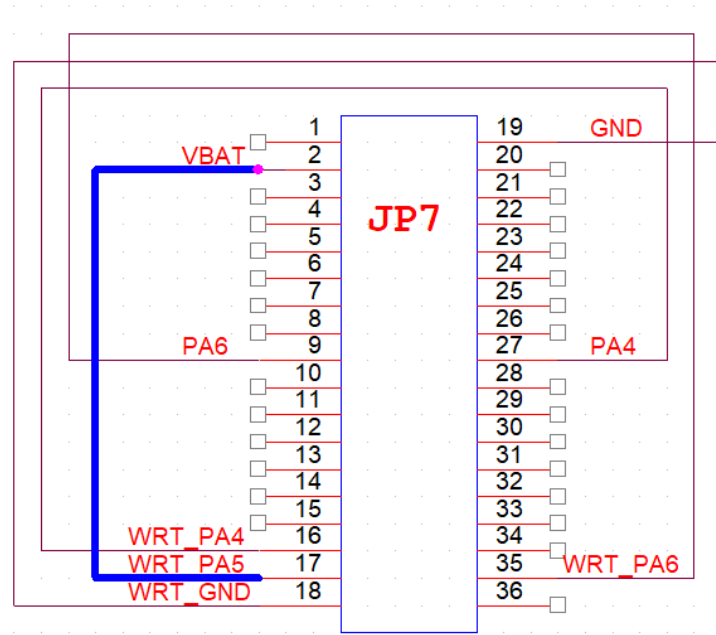 1 19 GND
VBAT 2 20
3 21
4 22
JP7
5 23
6 24
7 25
8 26
PA6 9 27 PA4
10 28
11 29
12 30
13 31
14 32
15 33
WRT_PA4 16 34
WRT_PA5 17 35 WRT_PA6
WRT_GND 18 36